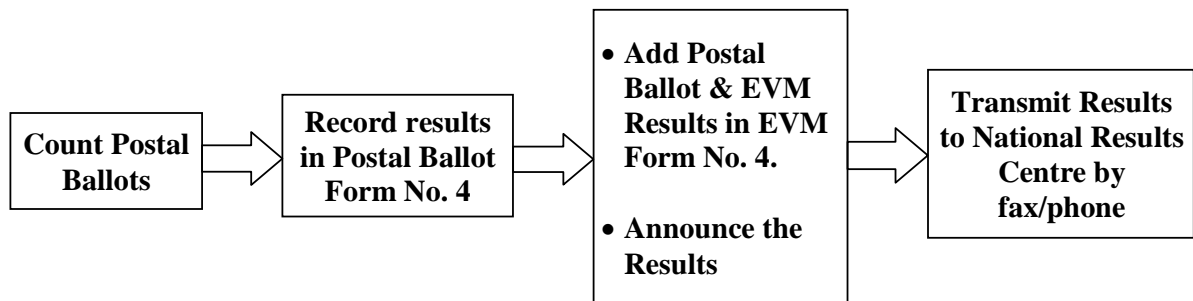 Count Postal
Ballots
Record results
in Postal Ballot
Form No. 4
• Add Postal
Ballot & EVM
Results in EVM
Form No. 4.
• Announce the
Results
Transmit Results
to National Results
Centre by
fax/phone